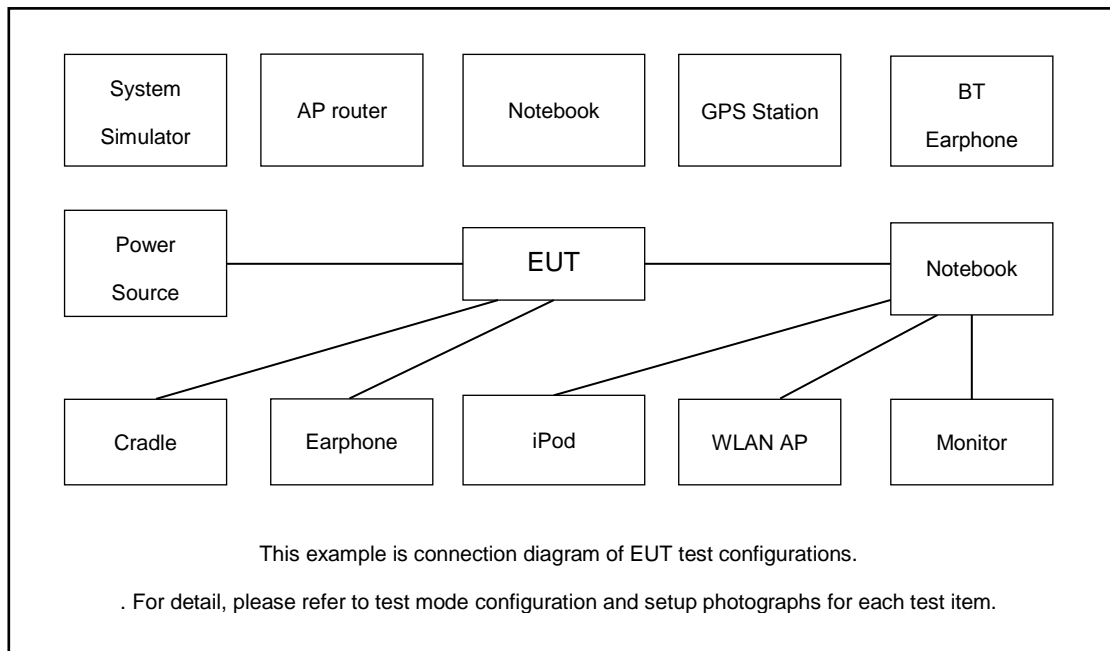 System
Simulator
AP router
Notebook
GPS Station
BT
Earphone
Power
Source
EUT
Notebook
Cradle
Earphone
iPod
WLAN AP
Monitor
This example is connection diagram of EUT test configurations.
. For detail, please refer to test mode configuration and setup photographs for each test item.